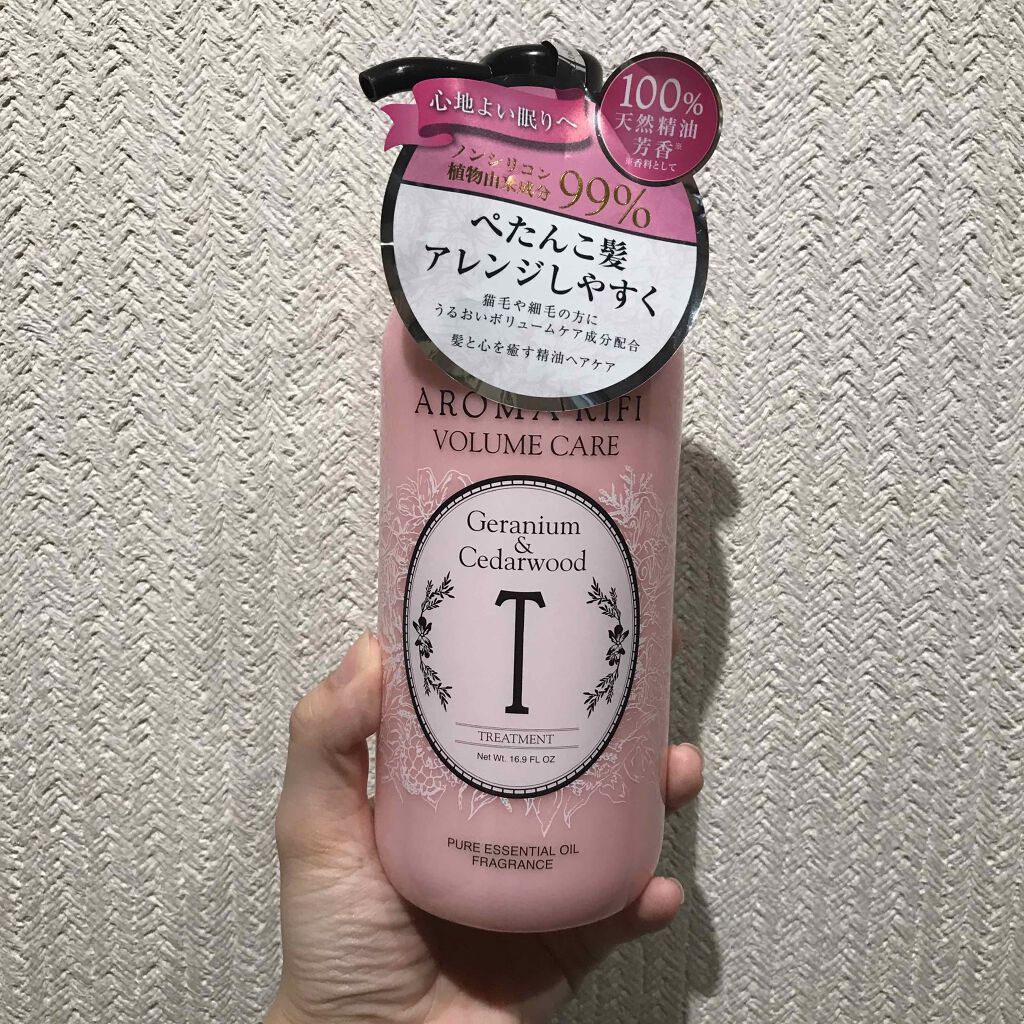 心地よい眠りへ
100%
天然精油
芳香※
※香料として
ノンシリコン
植物由来成分 99%
ぺたんこ髪
アレンジしやすく
猫毛や細毛の方に
うるおいボリュームケア成分配合
髪と心を癒す精油ヘアケア
AROMA KIFI
VOLUME CARE
Geranium
&
Cedarwood
T
TREATMENT
Net Wt. 16.9 FL OZ
PURE ESSENTIAL OIL
FRAGRANCE